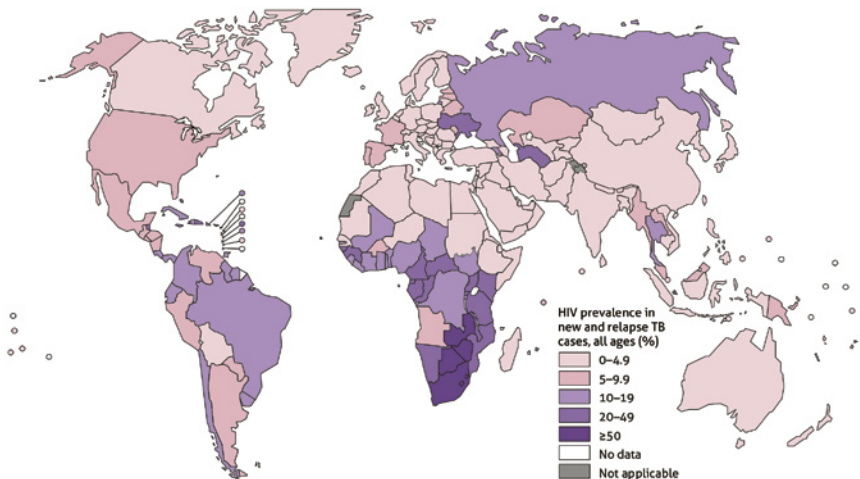 HIV prevalence in
new and relapse TB
cases, all ages (%)
0–4.9
5–9.9
10–19
20–49
≥50
No data
Not applicable